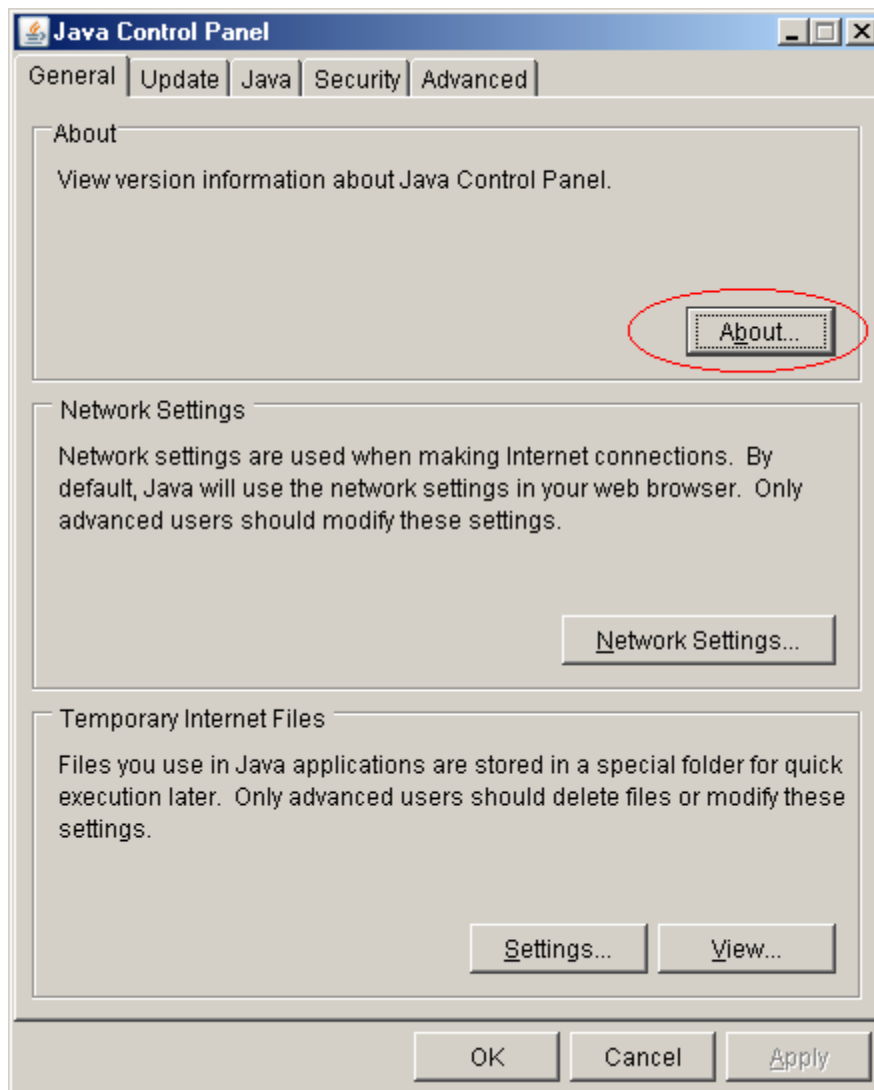 Java Control Panel
General Update Java Security Advanced
About
View version information about Java Control Panel.
About...
Network Settings
Network settings are used when making Internet connections. By
default, Java will use the network settings in your web browser. Only
advanced users should modify these settings.
Network Settings...
Temporary Internet Files
Files you use in Java applications are stored in a special folder for quick
execution later. Only advanced users should delete files or modify these
settings.
Settings... View...
OK Cancel Apply